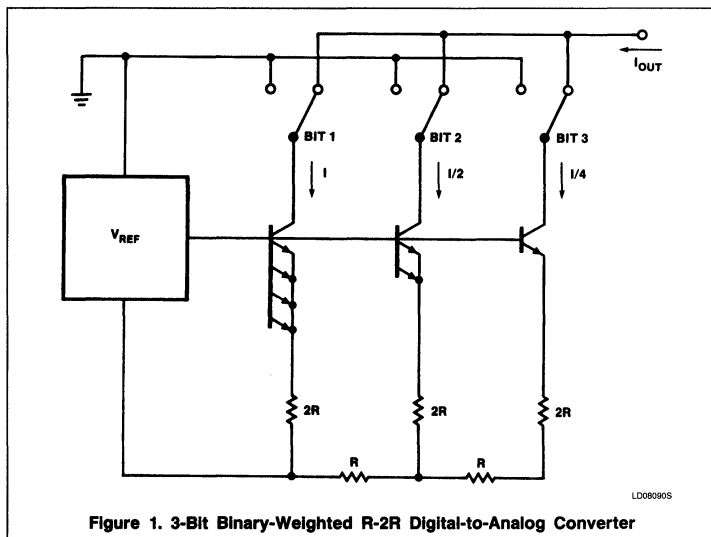 IOUT
BIT 1
BIT 2
BIT 3
I
I/2
I/4
VREF
2R
2R
2R
R
R
LD08090S
Figure 1. 3-Bit Binary-Weighted R-2R Digital-to-Analog Converter